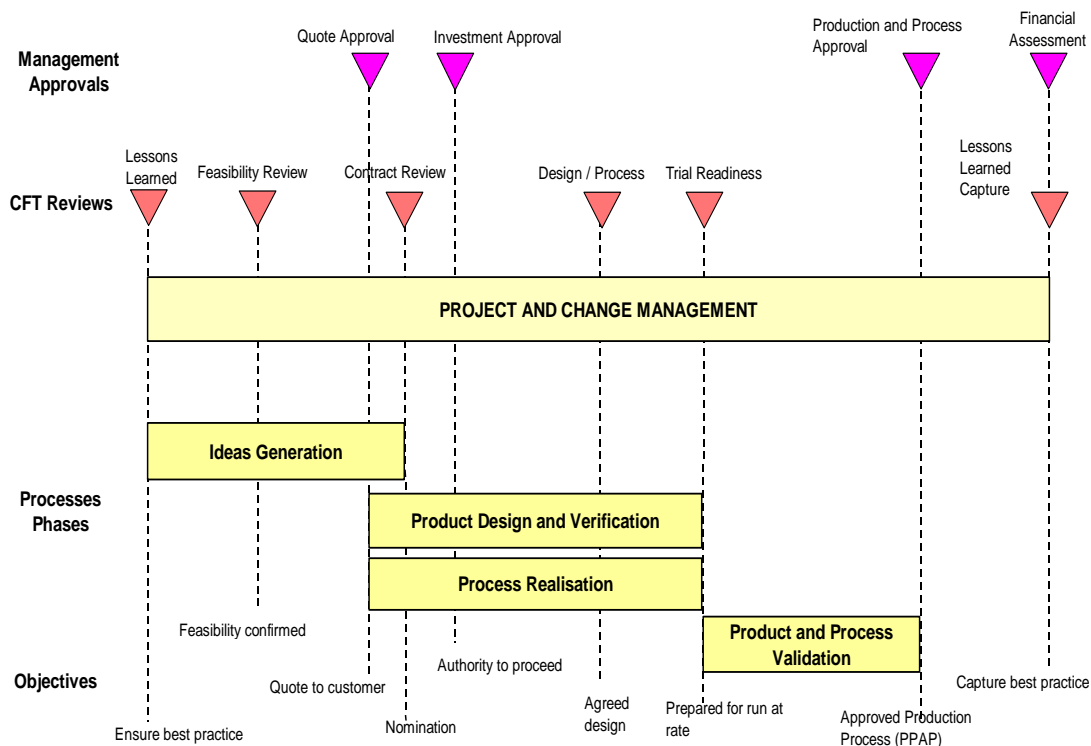 Quote Approval
Investment Approval
Production and Process
Approval
Financial
Assessment
Management
Approvals
Lessons
Learned
Feasibility Review
Contract Review
Design / Process
Trial Readiness
Lessons
Learned
Capture
CFT Reviews
PROJECT AND CHANGE MANAGEMENT
Ideas Generation
Processes
Phases
Product Design and Verification
Process Realisation
Feasibility confirmed
Product and Process
Validation
Authority to proceed
Objectives
Quote to customer
Capture best practice
Agreed
design
Prepared for run at
rate
Ensure best practice
Nomination
Approved Production
Process (PPAP)